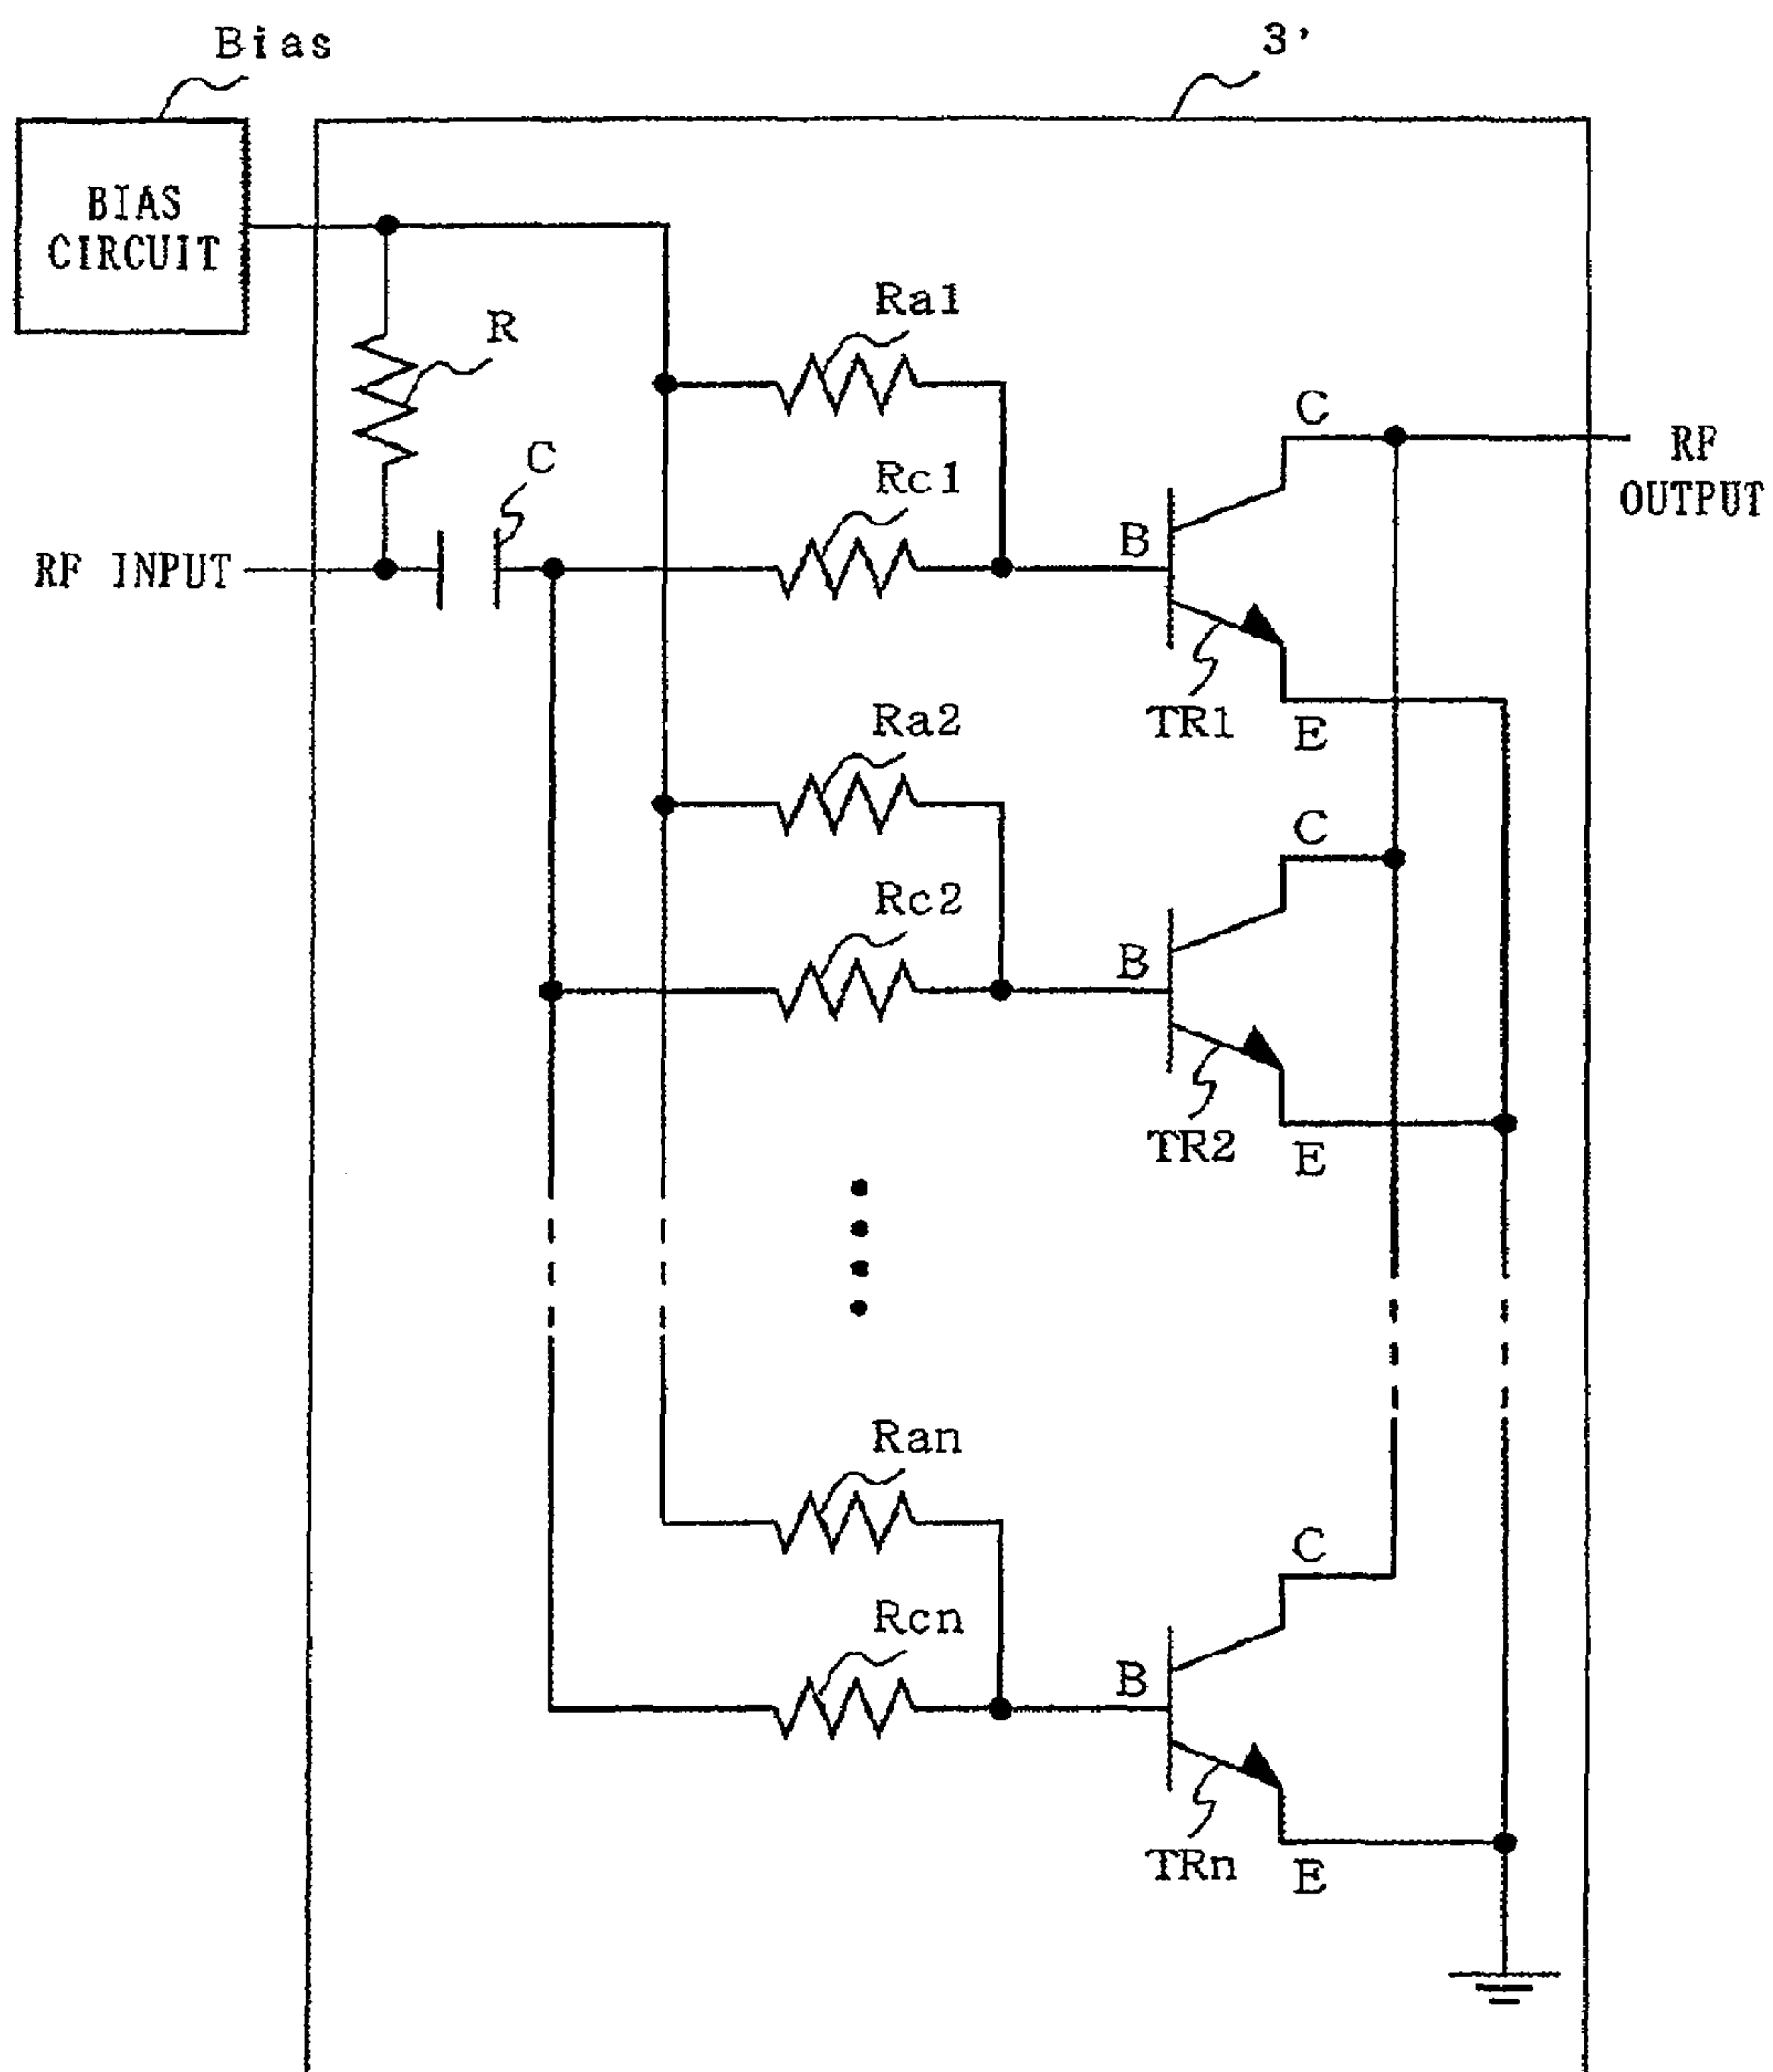 Bias
3'
BIAS
CIRCUIT
Ra1
R
C
RF
OUTPUT
C
Rc1
B
RF INPUT
TR1
E
Ra2
C
Rc2
B
TR2
E
Ran
C
Rcn
B
TRn
E